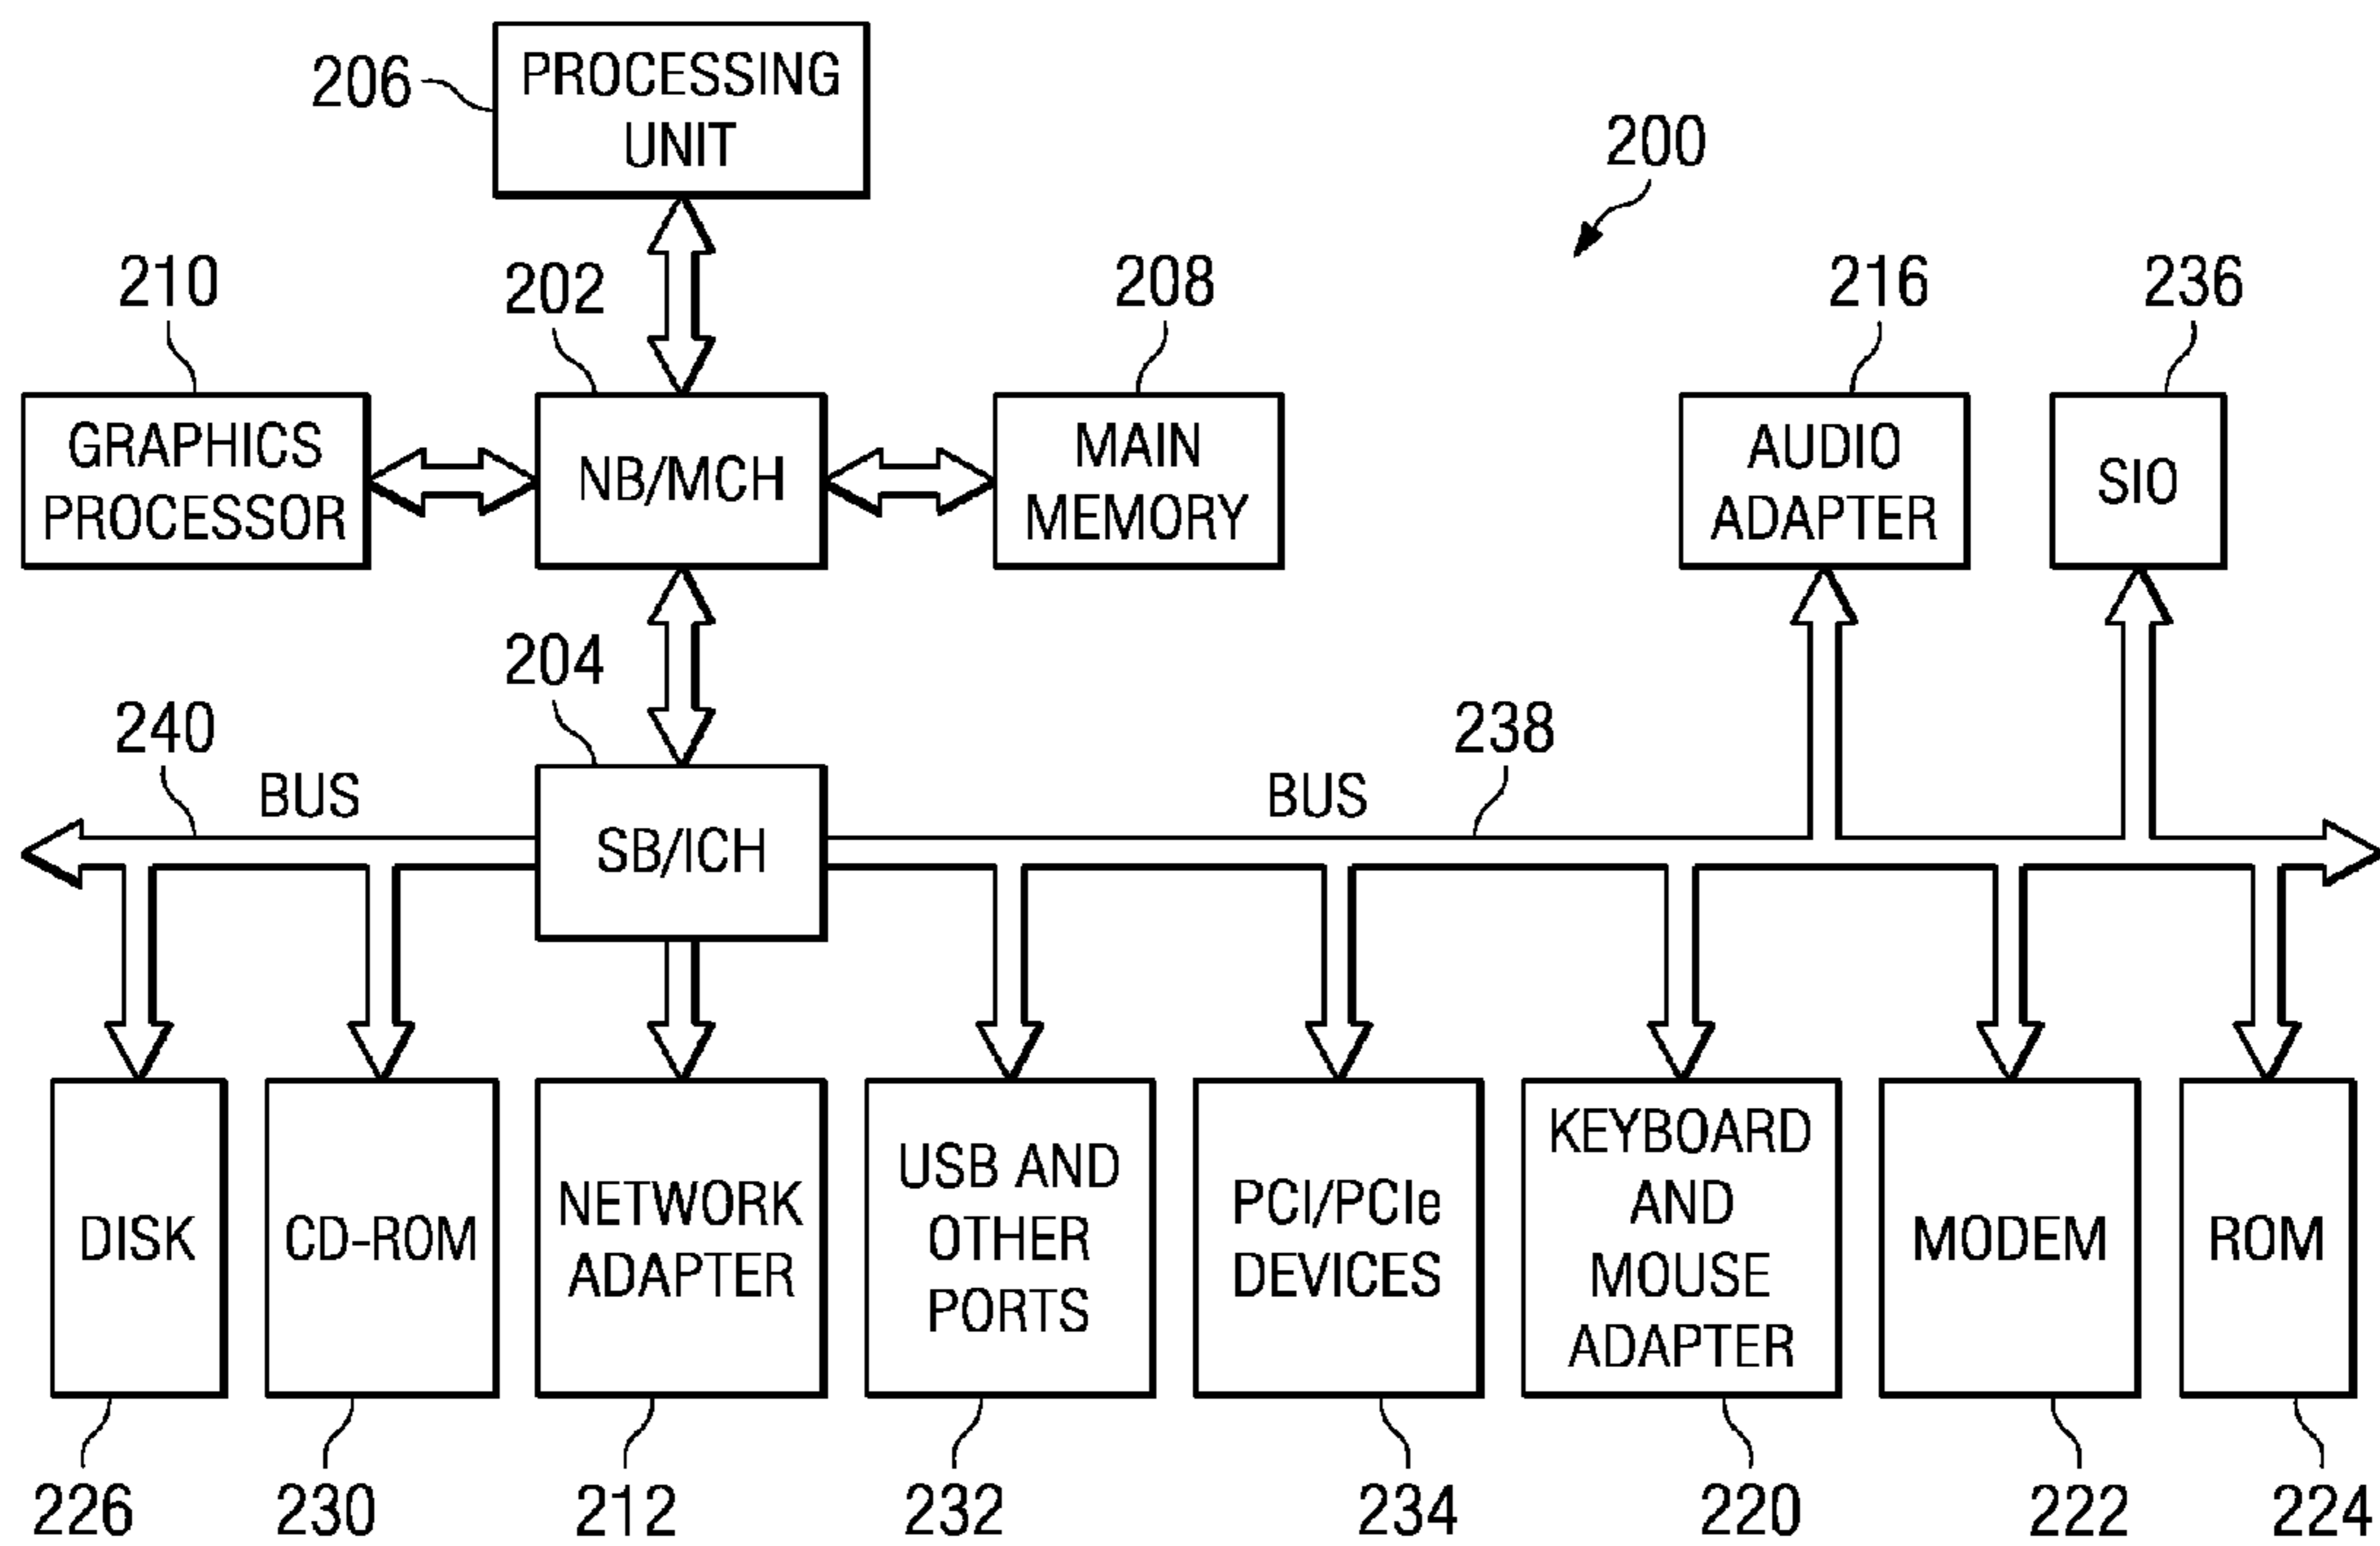 206
PROCESSING
UNIT
200
210
202
208
216
236
GRAPHICS
PROCESSOR
NB/MCH
MAIN
MEMORY
AUDIO
ADAPTER
SIO
204
240
BUS
238
BUS
SB/ICH
DISK
CD-ROM
NETWORK
ADAPTER
USB AND
OTHER
PORTS
PCI/PCIe
DEVICES
KEYBOARD
AND
MOUSE
ADAPTER
MODEM
ROM
226
230
212
232
234
220
222
224